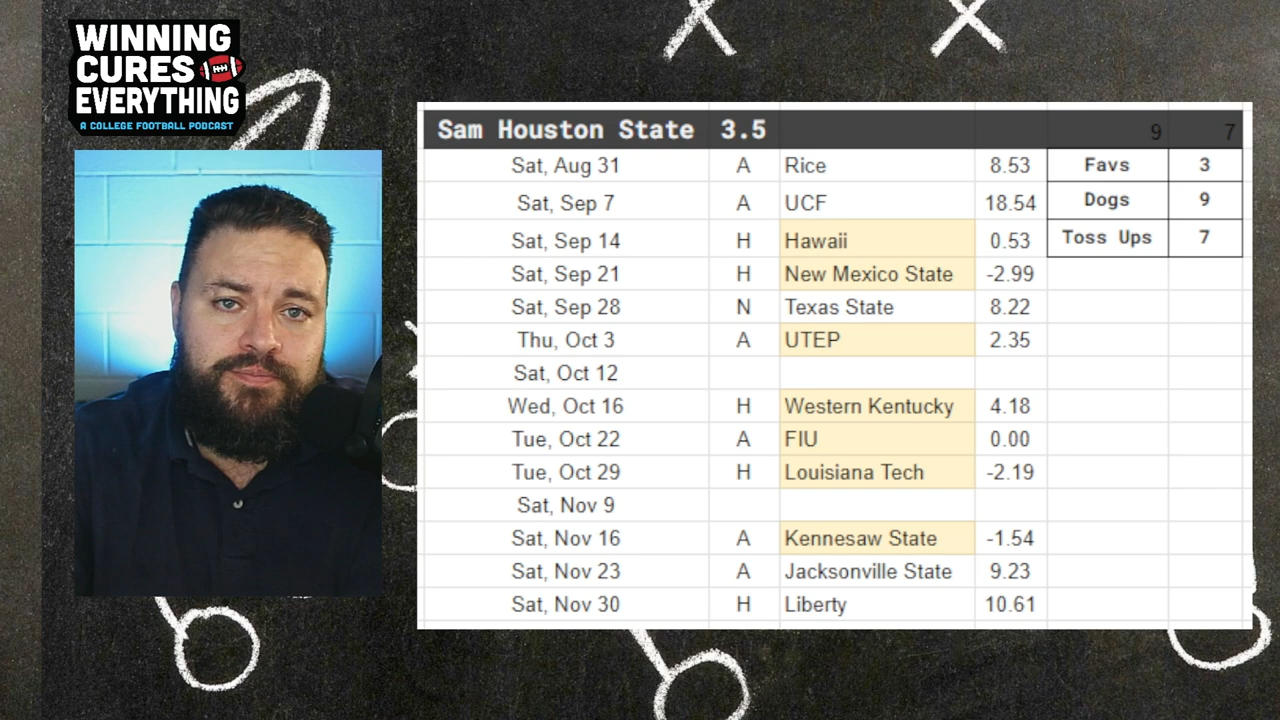 WINNING
CURES
EVERYTHING
A COLLEGE FOOTBALL PODCAST
Sam Houston State 3.5 9 7
Sat, Aug 31 A Rice 8.53 Favs 3
Sat, Sep 7 A UCF 18.54 Dogs 9
Sat, Sep 14 H Hawaii 0.53 Toss Ups 7
Sat, Sep 21 H New Mexico State -2.99
Sat, Sep 28 N Texas State 8.22
Thu, Oct 3 A UTEP 2.35
Sat, Oct 12
Wed, Oct 16 H Western Kentucky 4.18
Tue, Oct 22 A FIU 0.00
Tue, Oct 29 H Louisiana Tech -2.19
Sat, Nov 9
Sat, Nov 16 A Kennesaw State -1.54
Sat, Nov 23 A Jacksonville State 9.23
Sat, Nov 30 H Liberty 10.61